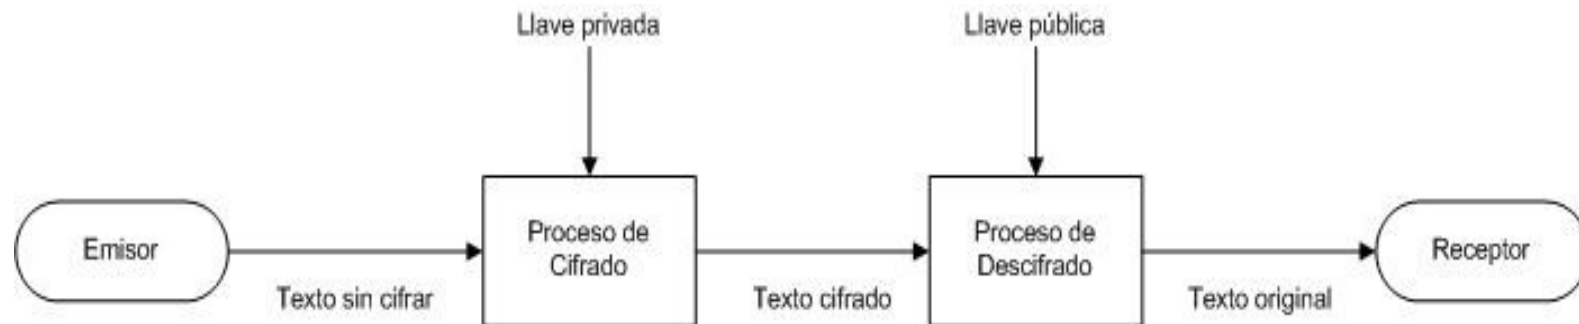 Llave privada
Llave pública
Emisor
Proceso de
Cifrado
Proceso de
Descifrado
Receptor
Texto sin cifrar
Texto cifrado
Texto original